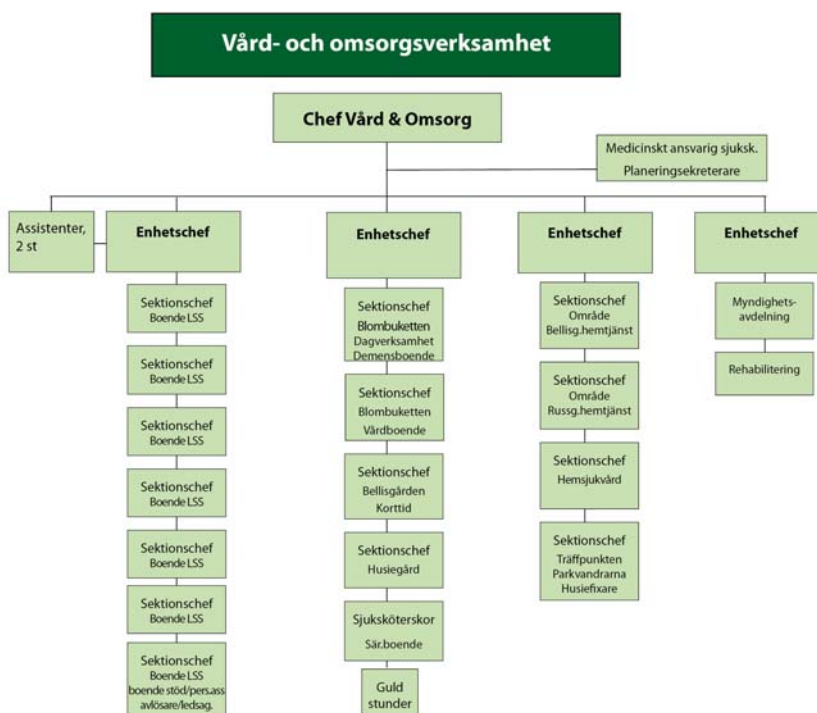 Vård- och omsorgsverksamhet
Chef Vård & Omsorg
Medicinskt ansvarig sjuksk.
Planeringsekreterare
Assistenter,
2 st
Enhetschef
Sektionschef
Boende LSS
Sektionschef
Boende LSS
Sektionschef
Boende LSS
Sektionschef
Boende LSS
Sektionschef
Boende LSS
Sektionschef
Boende LSS
Sektionschef
Boende LSS
boende stöd/pers.ass
avlösare/ledsag.
Enhetschef
Sektionschef
Blombuketten
Dagverksamhet
Demensboende
Sektionschef
Blombuketten
Vårdboende
Sektionschef
Bellisgården
Korttid
Sektionschef
Husiegård
Sjuksköterskor
Sär.boende
Guld
stunder
Enhetschef
Sektionschef
Område
Bellisg.hemtjänst
Sektionschef
Område
Russg.hemtjänst
Sektionschef
Hemsjukvård
Sektionschef
Träffpunkten
Parkvandrarna
Husiefixare
Enhetschef
Myndighets-
avdelning
Rehabilitering